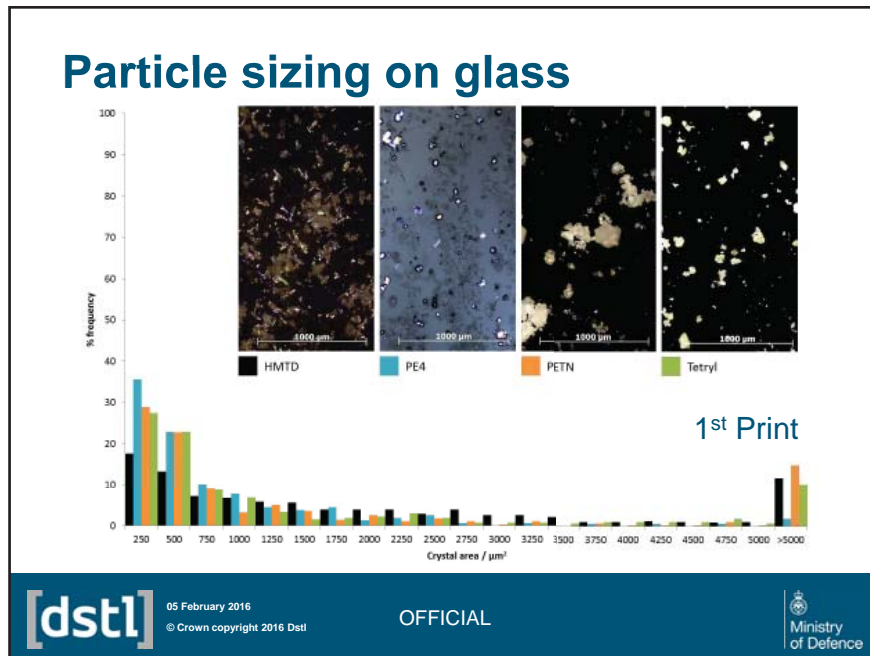 Particle sizing on glass
100
90
80
70
60
50
40
30
20
10
0
% frequency
1000 µm
1000 µm
1000 µm
1000 µm
HMTD
PE4
PETN
Tetryl
1st Print
250 500 750 1000 1250 1500 1750 2000 2250 2500 2750 3000 3250 3500 3750 4000 4250 4500 4750 5000 >5000
Crystal area / µm²
[dstl]
05 February 2016
© Crown copyright 2016 Dstl
OFFICIAL
Ministry
of Defence